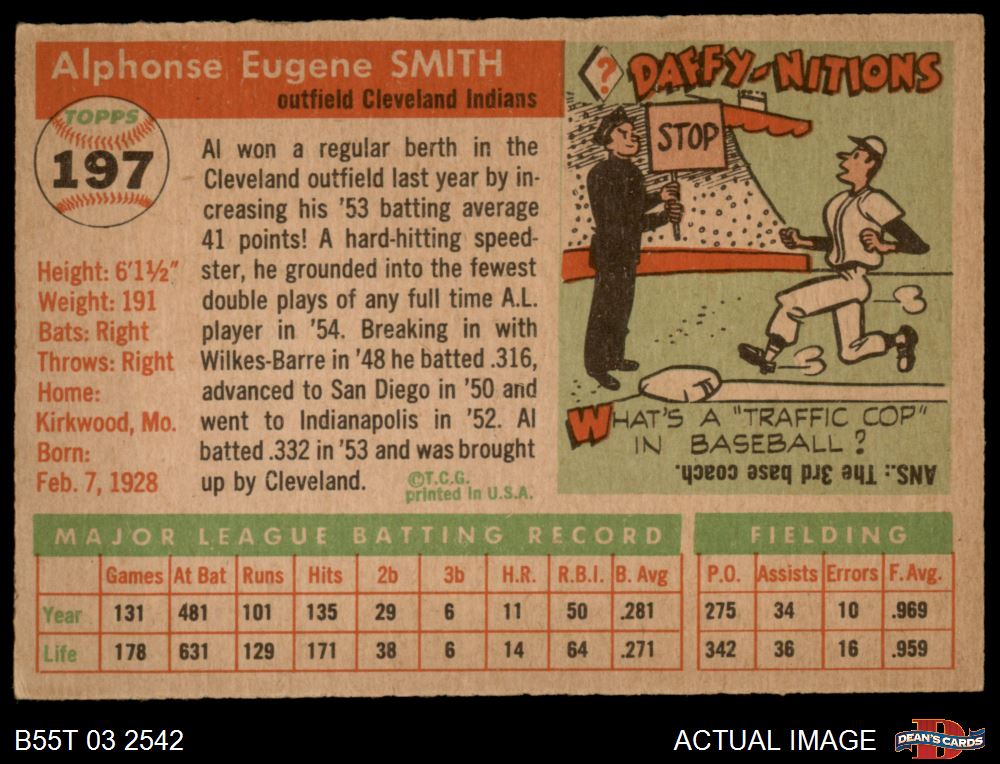 Alphonse Eugene SMITH
outfield Cleveland Indians
TOPPS
197
Height: 6'1½"
Weight: 191
Bats: Right
Throws: Right
Home:
Kirkwood, Mo.
Born:
Feb. 7, 1928
Al won a regular berth in the
Cleveland outfield last year by in-
creasing his '53 batting average
41 points! A hard-hitting speed-
ster, he grounded into the fewest
double plays of any full time A.L.
player in '54. Breaking in with
Wilkes-Barre in '48 he batted .316,
advanced to San Diego in '50 and
went to Indianapolis in '52. Al
batted .332 in '53 and was brought
up by Cleveland.
©T.C.G.
printed in U.S.A.
? DAFFY-NITIONS
STOP
WHAT'S A "TRAFFIC COP"
IN BASEBALL?
ANS.: The 3rd base coach.
MAJOR LEAGUE BATTING RECORD
Games At Bat Runs Hits 2b 3b H.R. R.B.I. B. Avg
Year 131 481 101 135 29 6 11 50 .281
Life 178 631 129 171 38 6 14 64 .271
FIELDING
P.O. Assists Errors F. Avg.
275 34 10 .969
342 36 16 .959
B55T 03 2542
ACTUAL IMAGE
D
DEAN'S CARDS